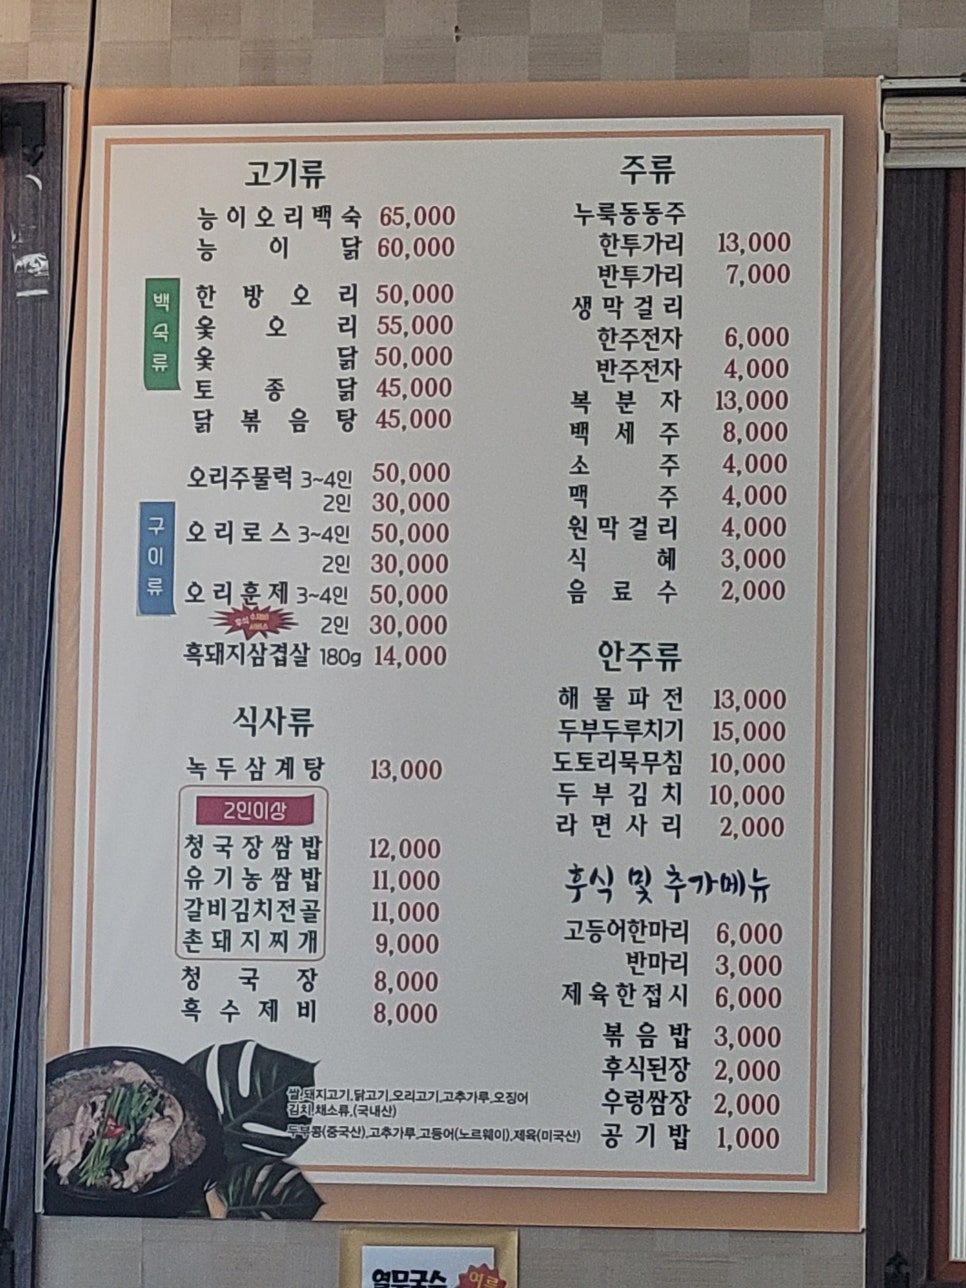 고기류
능이오리백숙 65,000
능이닭 60,000
백숙류
한방오리 50,000
옻오리 55,000
옻닭 50,000
토종닭 45,000
닭볶음탕 45,000
구이류
오리주물럭 3~4인 50,000
2인 30,000
오리로스 3~4인 50,000
2인 30,000
오리훈제 3~4인 50,000
2인 30,000
흑돼지삼겹살 180g 14,000
식사류
녹두삼계탕 13,000
2인이상
청국장쌈밥 12,000
유기농쌈밥 11,000
갈비김치전골 11,000
촌돼지찌개 9,000
청국장 8,000
흑수제비 8,000
쌀,돼지고기,닭고기,오리고기,고추가루,오징어
김치,채소류,(국내산)
두부콩(중국산),고추가루,고등어(노르웨이),제육(미국산)
주류
누룩동동주
한투가리 13,000
반투가리 7,000
생막걸리
한주전자 6,000
반주전자 4,000
복분자 13,000
백세주 8,000
소주 4,000
맥주 4,000
원막걸리 4,000
식혜 3,000
음료수 2,000
안주류
해물파전 13,000
두부두루치기 15,000
도토리묵무침 10,000
두부김치 10,000
라면사리 2,000
후식 및 추가메뉴
고등어한마리 6,000
반마리 3,000
제육한접시 6,000
볶음밥 3,000
후식된장 2,000
우렁쌈장 2,000
공기밥 1,000
열무국수
여름